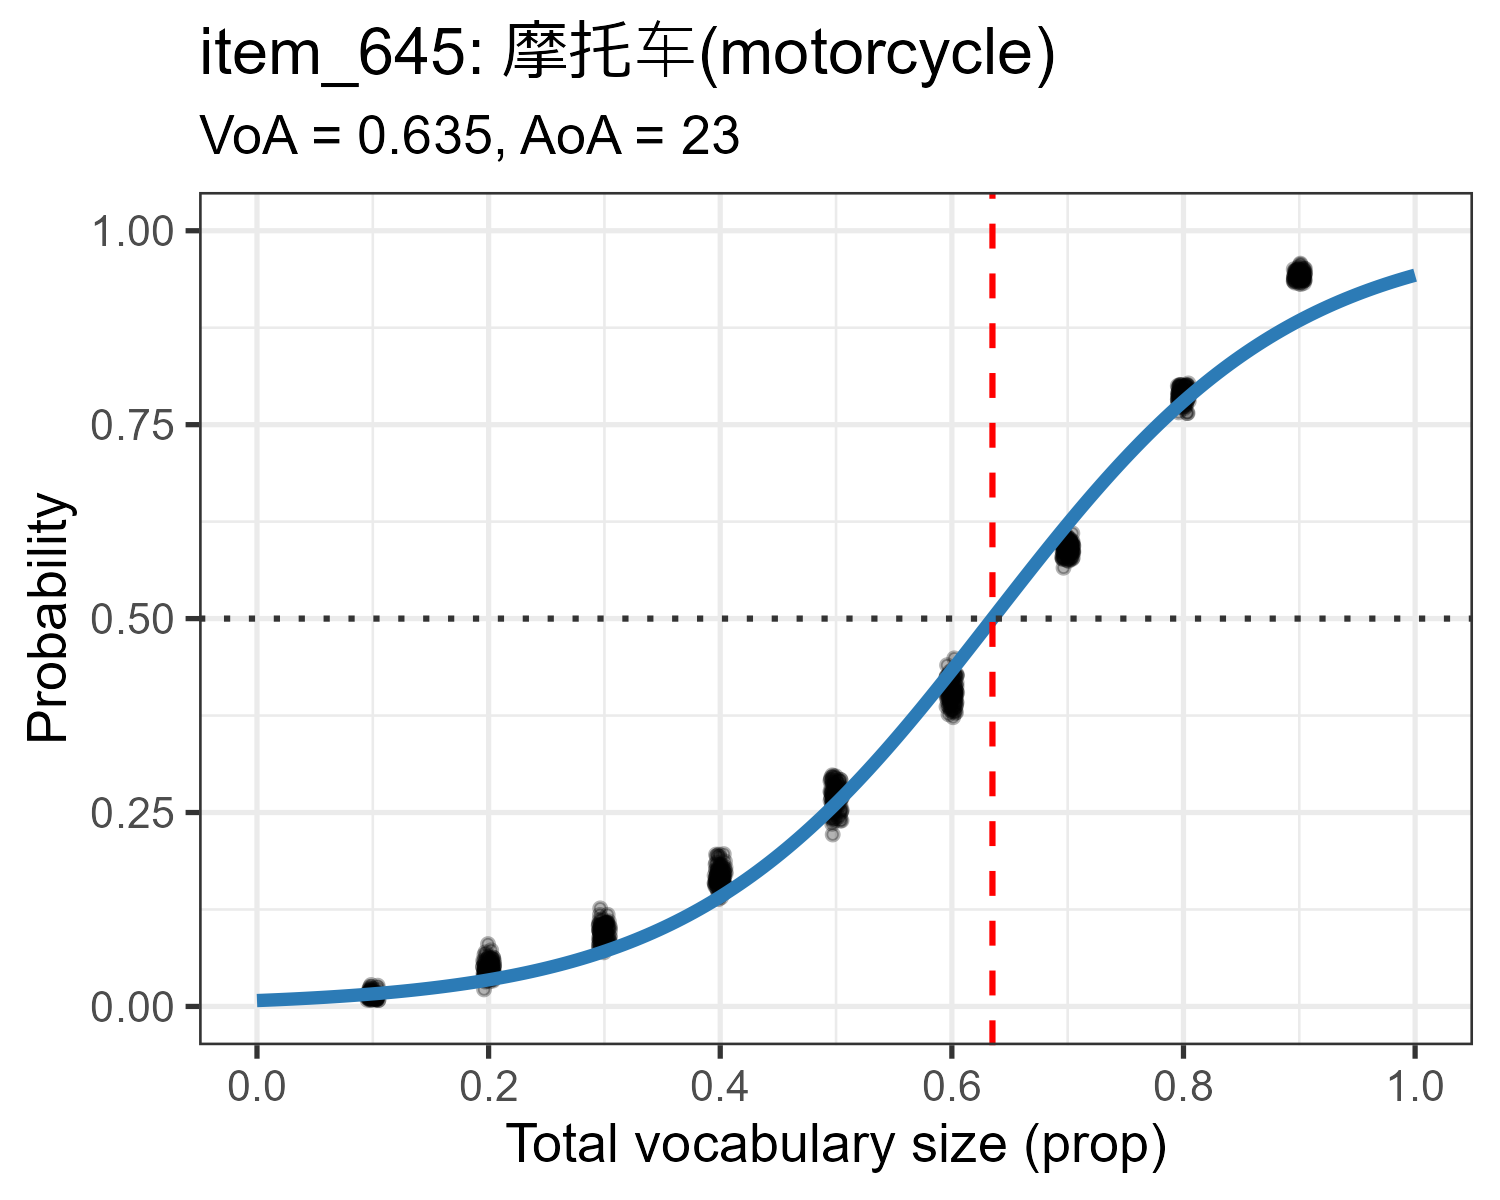 item_645: 摩托车(motorcycle)
VoA = 0.635, AoA = 23
1.00
0.75
0.50
0.25
0.00
Probability
0.0 0.2 0.4 0.6 0.8 1.0
Total vocabulary size (prop)